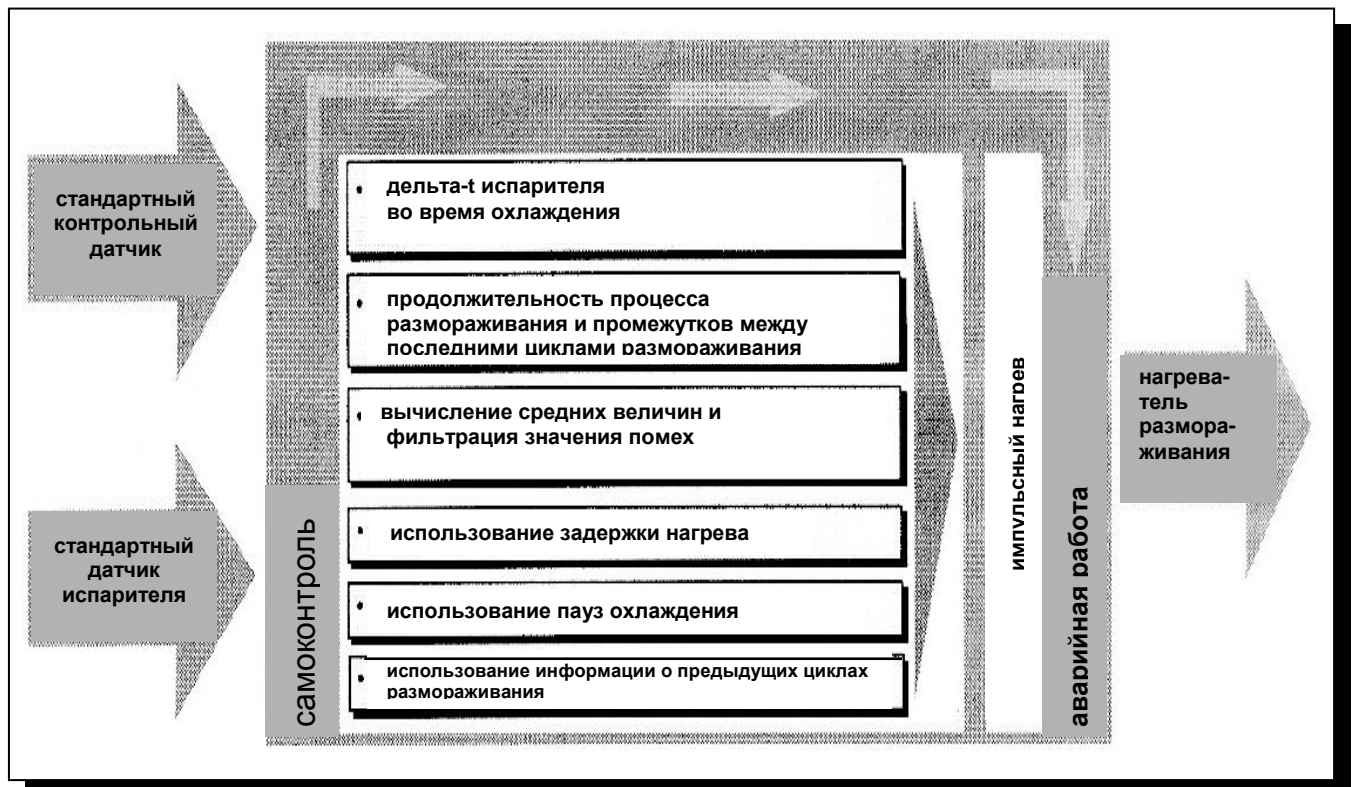 стандартный
контрольный
датчик
стандартный
датчик
испарителя
самоконтроль
• дельта-t испарителя
во время охлаждения
• продолжительность процесса
размораживания и промежутков между
последними циклами размораживания
• вычисление средних величин и
фильтрация значения помех
• использование задержки нагрева
• использование пауз охлаждения
• использование информации о предыдущих циклах
размораживания
импульсный нагрев
аварийная работа
нагрева-
тель
размора-
живания